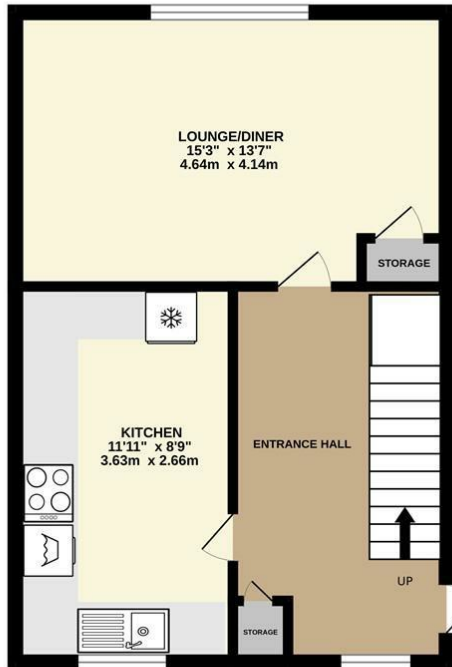 LOUNGE/DINER
15'3" x 13'7"
4.64m x 4.14m
STORAGE
KITCHEN
11'11" x 8'9"
3.63m x 2.66m
ENTRANCE HALL
UP
STORAGE